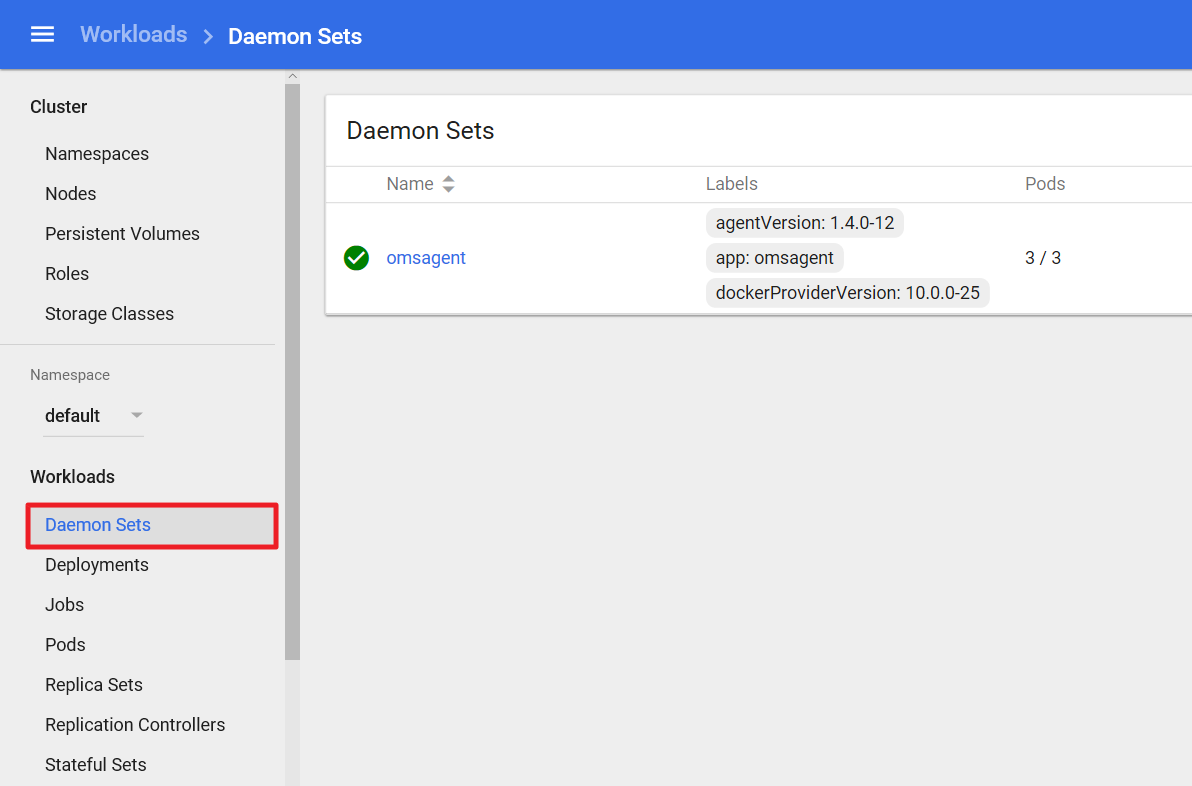 Workloads > Daemon Sets
Cluster
Namespaces
Nodes
Persistent Volumes
Roles
Storage Classes
Namespace
default
Workloads
Daemon Sets
Deployments
Jobs
Pods
Replica Sets
Replication Controllers
Stateful Sets
Daemon Sets
Name Labels Pods
agentVersion: 1.4.0-12
omsagent app: omsagent 3 / 3
dockerProviderVersion: 10.0.0-25